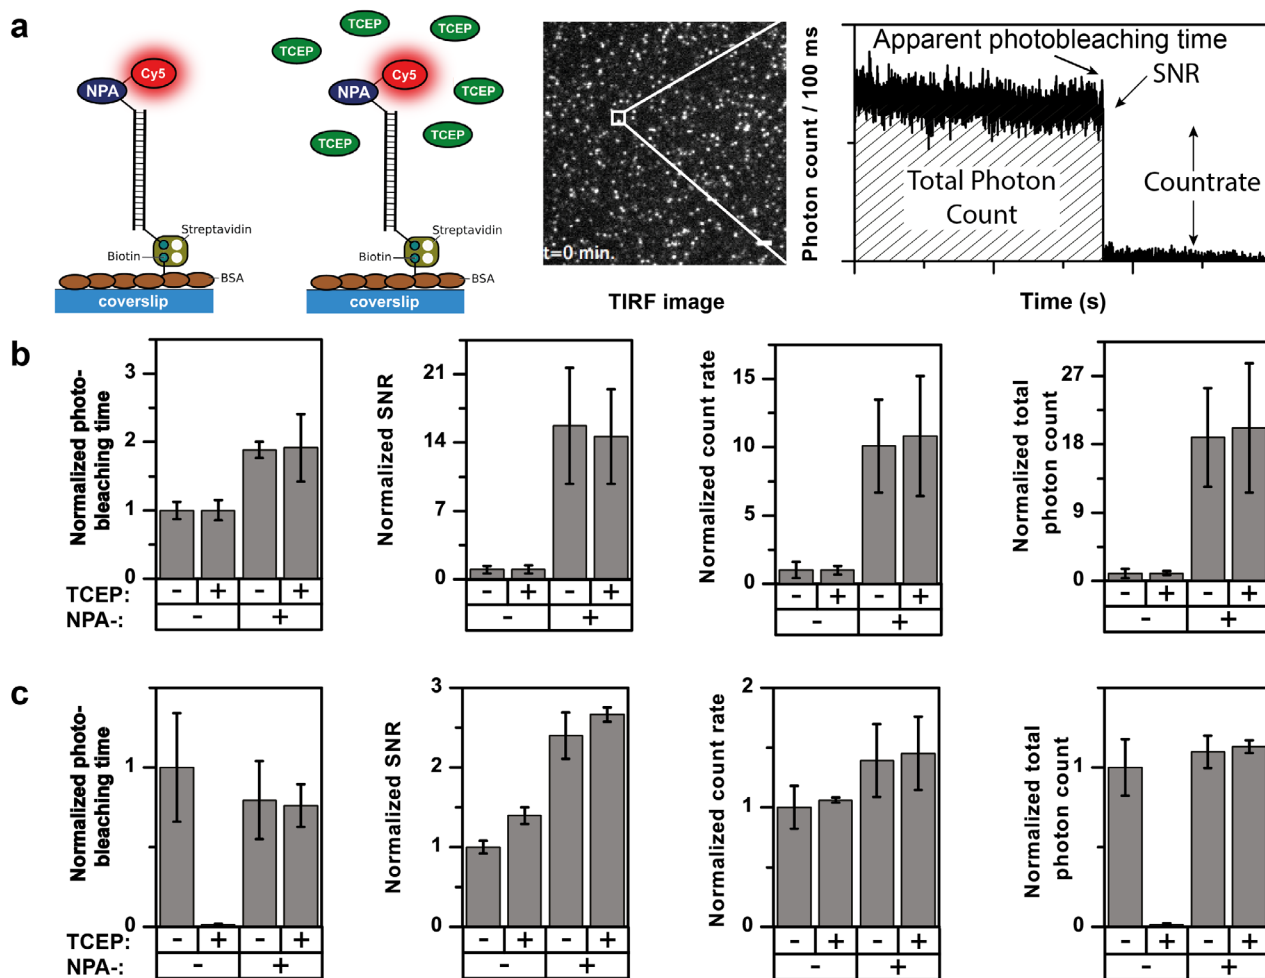 a
TCEP
TCEP
TCEP
Cy5
NPA
Cy5
NPA
TCEP
TCEP
TCEP
Streptavidin
Biotin
BSA
coverslip
Streptavidin
Biotin
BSA
coverslip
t=0 min.
TIRF image
Photon count / 100 ms
Apparent photobleaching time
SNR
Total Photon
Count
Countrate
Time (s)
b
Normalized photo-
bleaching time
3
2
1
0
TCEP: - + - +
NPA-: - +
Normalized SNR
21
14
7
0
- + - +
- +
Normalized count rate
15
10
5
0
- + - +
- +
Normalized total
photon count
27
18
9
0
- + - +
- +
c
Normalized photo-
bleaching time
1
0
TCEP: - + - +
NPA-: - +
Normalized SNR
3
2
1
0
- + - +
- +
Normalized count rate
2
1
0
- + - +
- +
Normalized total
photon count
1
0
- + - +
- +